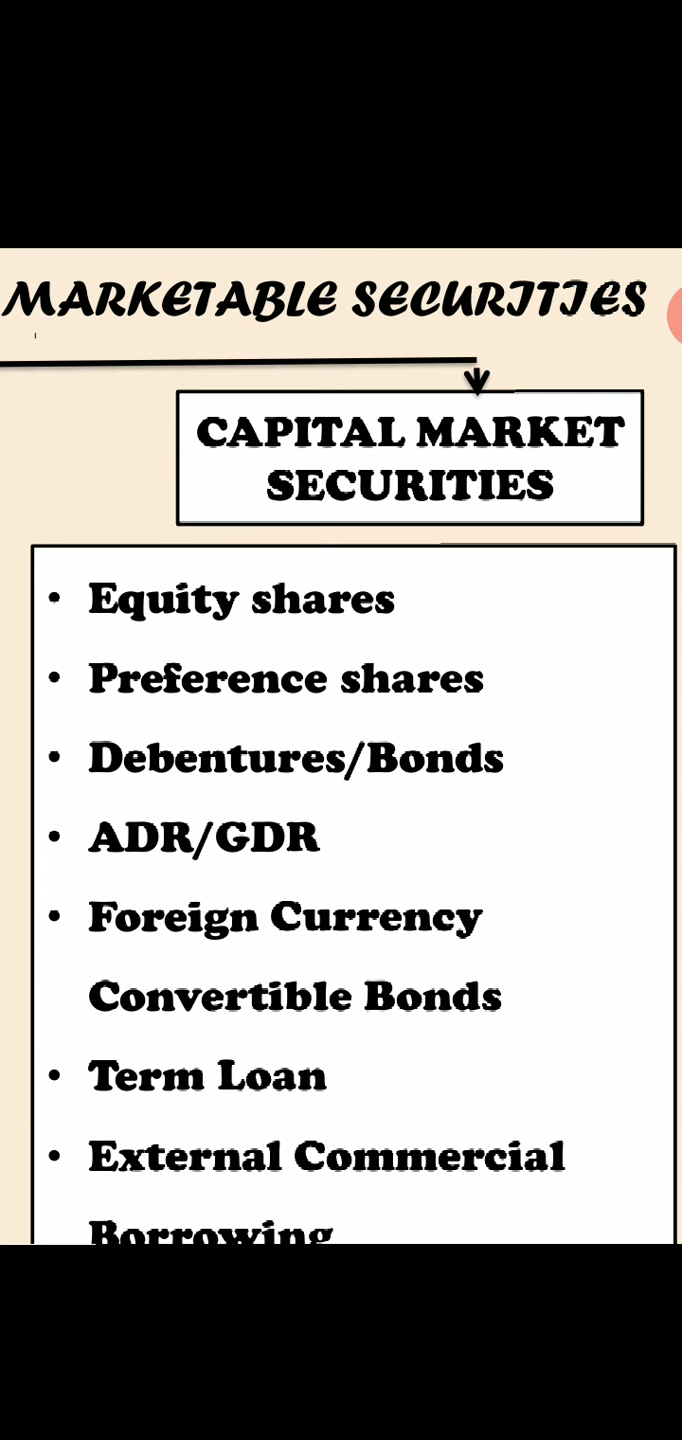 MARKETABLE SECURITIES
CAPITAL MARKET
SECURITIES
• Equity shares
• Preference shares
• Debentures/Bonds
• ADR/GDR
• Foreign Currency
Convertible Bonds
• Term Loan
• External Commercial
Borrowing